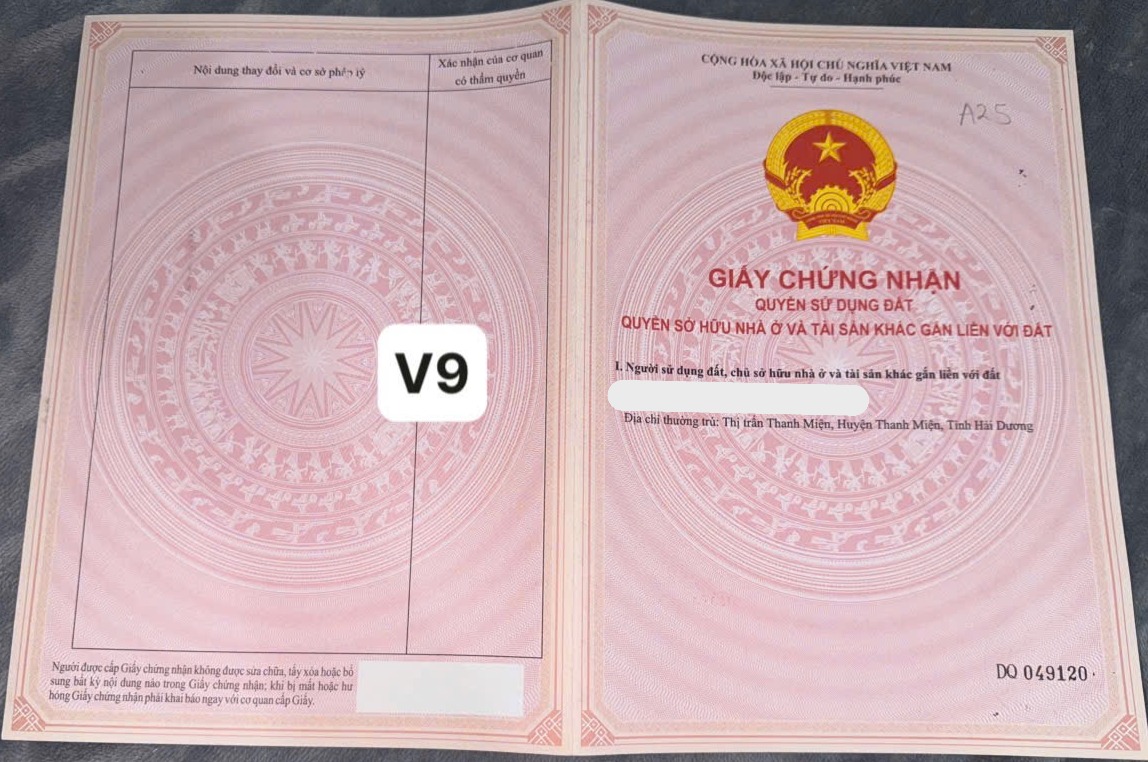 Nội dung thay đổi và cơ sở pháp lý
Xác nhận của cơ quan
có thẩm quyền
V9
Người được cấp Giấy chứng nhận không được sửa chữa, tẩy xóa hoặc bổ
sung bất kỳ nội dung nào trong Giấy chứng nhận; khi bị mất hoặc hư
hỏng Giấy chứng nhận phải khai báo ngay với cơ quan cấp Giấy.
CỘNG HÒA XÃ HỘI CHỦ NGHĨA VIỆT NAM
Độc lập - Tự do - Hạnh phúc
A25
GIẤY CHỨNG NHẬN
QUYỀN SỬ DỤNG ĐẤT
QUYỀN SỞ HỮU NHÀ Ở VÀ TÀI SẢN KHÁC GẮN LIỀN VỚI ĐẤT
I. Người sử dụng đất, chủ sở hữu nhà ở và tài sản khác gắn liền với đất
Địa chỉ thường trú: Thị trấn Thanh Miện, Huyện Thanh Miện, Tỉnh Hải Dương
DQ 049120